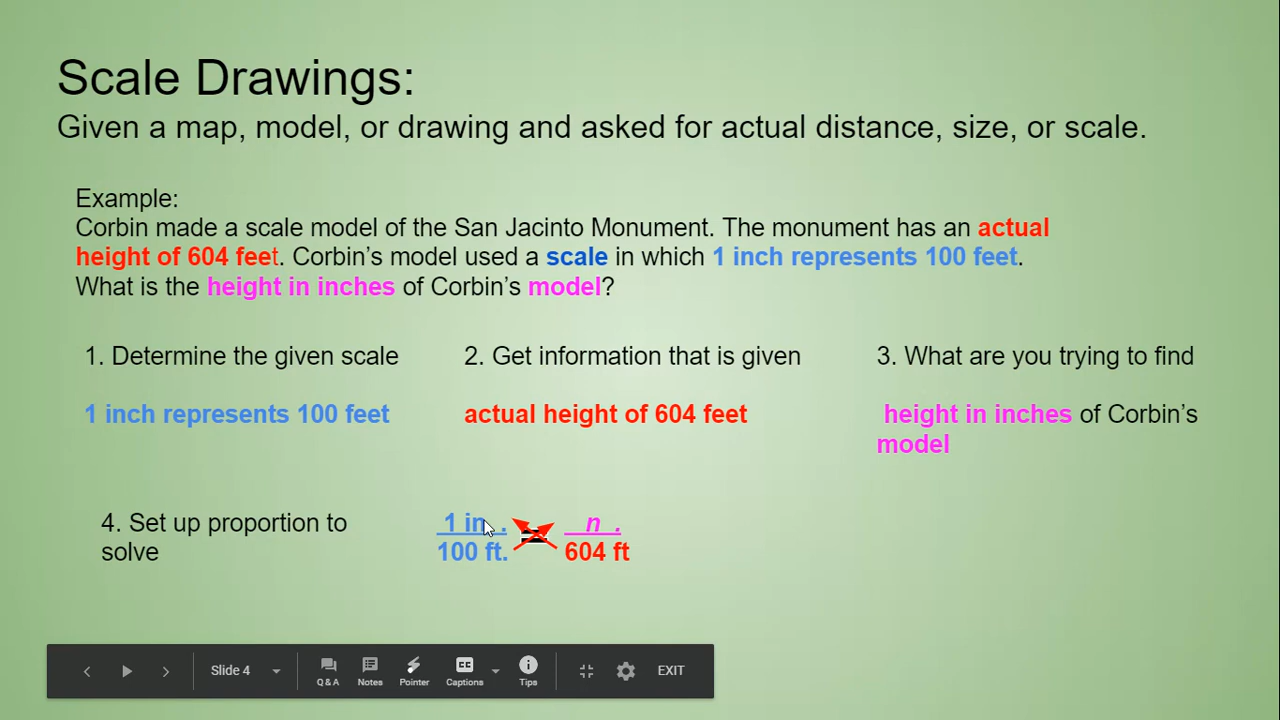 Scale Drawings:
Given a map, model, or drawing and asked for actual distance, size, or scale.
Example:
Corbin made a scale model of the San Jacinto Monument. The monument has an actual
height of 604 feet. Corbin's model used a scale in which 1 inch represents 100 feet.
What is the height in inches of Corbin's model?
1. Determine the given scale
1 inch represents 100 feet
2. Get information that is given
actual height of 604 feet
3. What are you trying to find
height in inches of Corbin's
model
4. Set up proportion to
solve
1 in .
100 ft.
=
n .
604 ft
Slide 4
Q & A
Notes
Pointer
CC
Captions
Tips
EXIT